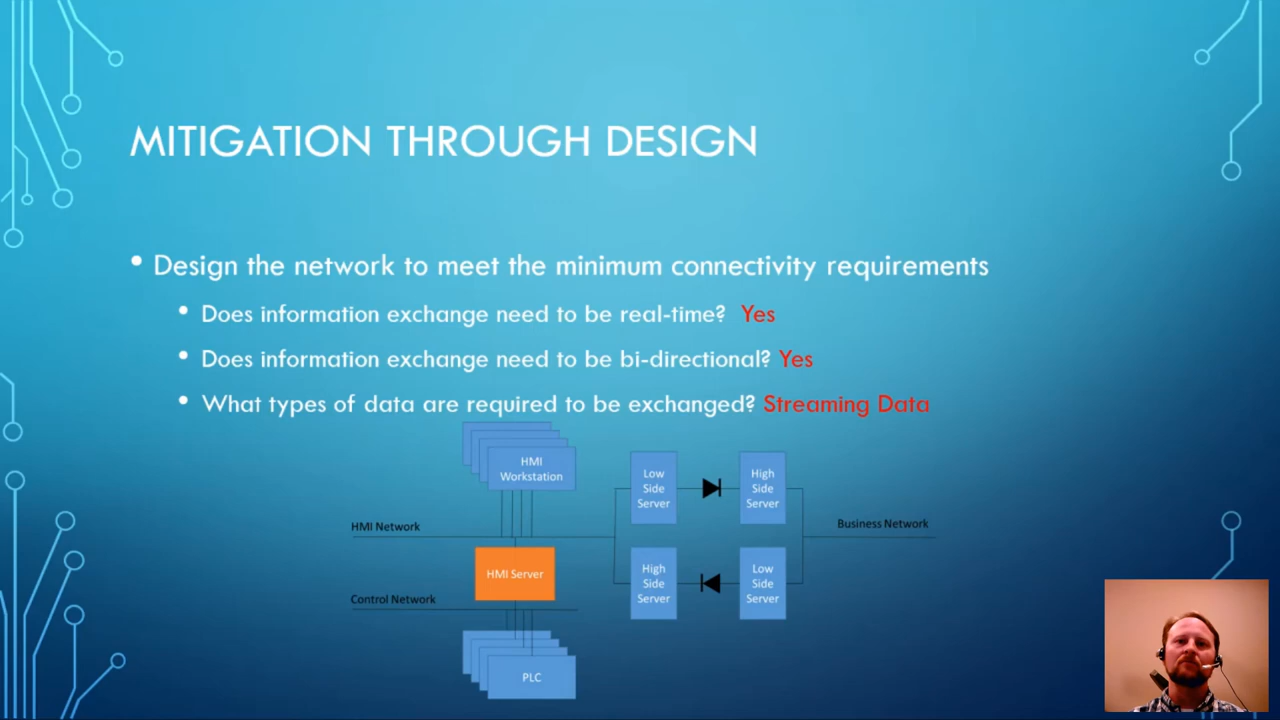 MITIGATION THROUGH DESIGN
• Design the network to meet the minimum connectivity requirements
• Does information exchange need to be real-time? Yes
• Does information exchange need to be bi-directional? Yes
• What types of data are required to be exchanged? Streaming Data
HMI
Workstation
Low
Side
Server
High
Side
Server
HMI Network
Business Network
HMI Server
High
Side
Server
Low
Side
Server
Control Network
PLC